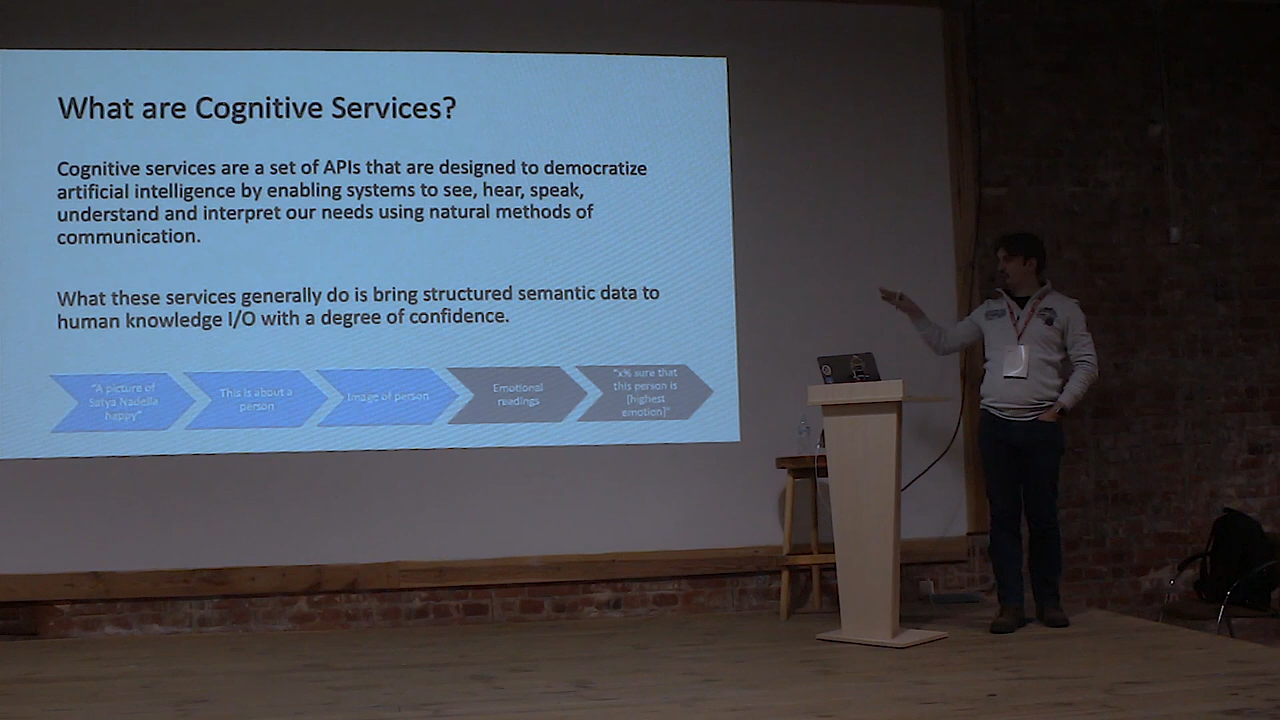 What are Cognitive Services?
Cognitive services are a set of APIs that are designed to democratize
artificial intelligence by enabling systems to see, hear, speak,
understand and interpret our needs using natural methods of
communication.
What these services generally do is bring structured semantic data to
human knowledge I/O with a degree of confidence.
"A picture of
Satya Nadella
happy"
This is about a
person
Image of person
Emotional
readings
"x% sure that
this person is
[highest
emotion]"